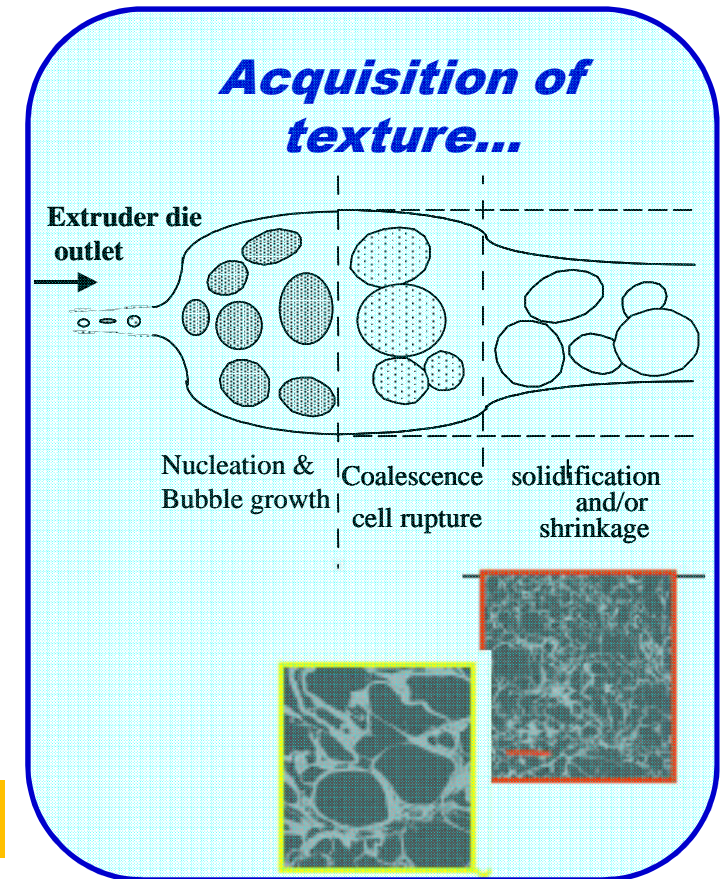 Acquisition of
texture...
Extruder die
outlet
Nucleation &
Bubble growth
Coalescence
cell rupture
solidification
and/or
shrinkage